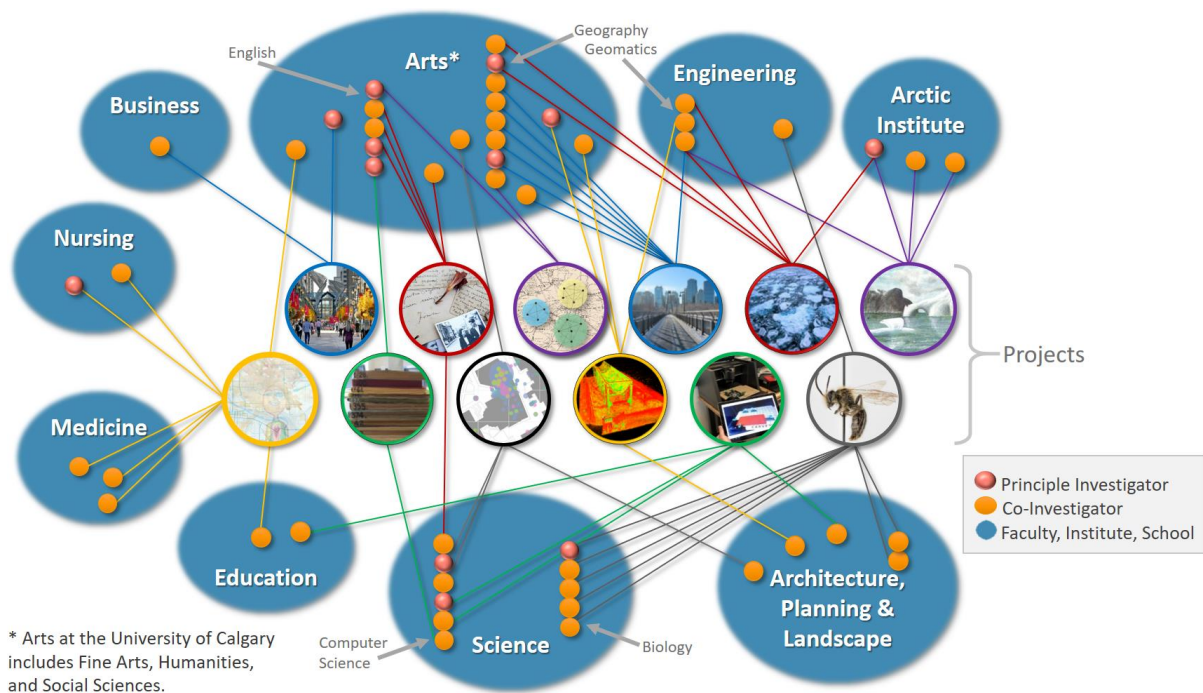 English
Arts*
Geography
Geomatics
Engineering
Business
Arctic
Institute
Nursing
Projects
Medicine
Principle Investigator
Co-Investigator
Faculty, Institute, School
Education
Architecture,
Planning &
Landscape
* Arts at the University of Calgary
includes Fine Arts, Humanities,
and Social Sciences.
Computer
Science
Science
Biology